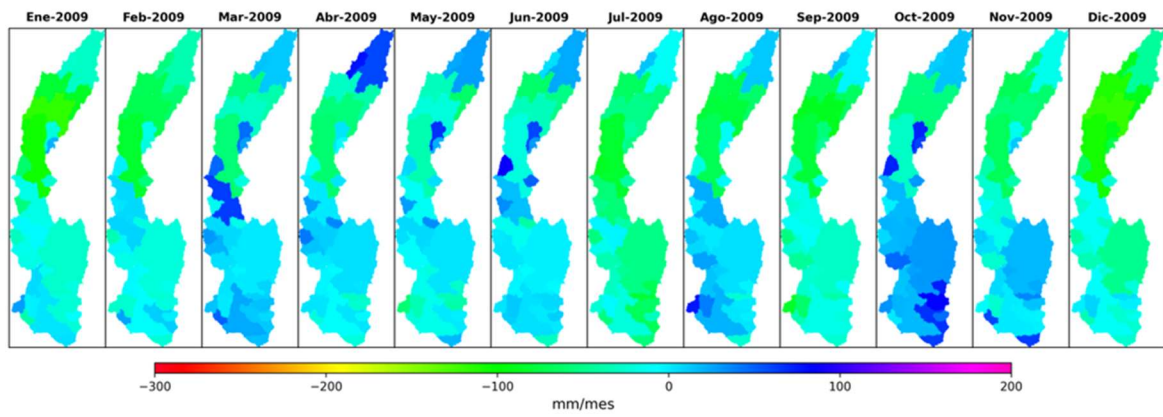 Ene-2009 Feb-2009 Mar-2009 Abr-2009 May-2009 Jun-2009 Jul-2009 Ago-2009 Sep-2009 Oct-2009 Nov-2009 Dic-2009
−300 −200 −100 0 100 200
mm/mes